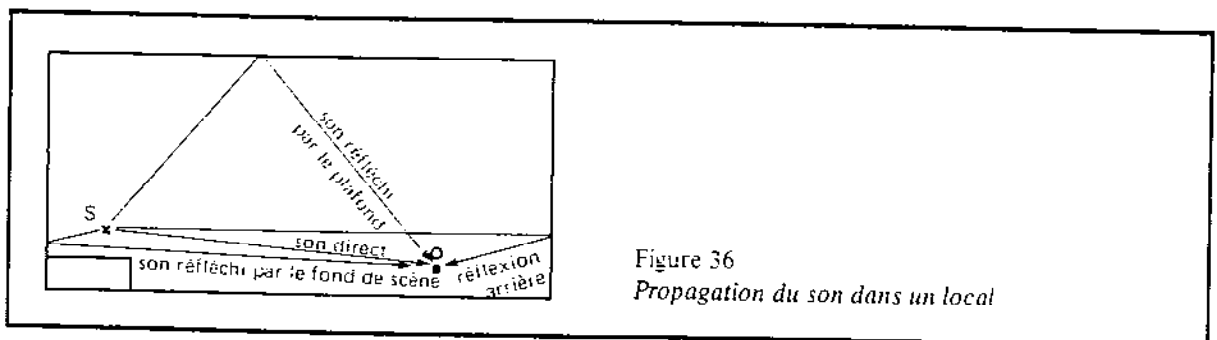 son réfléchi
par le plafond
S
son direct
O
son réfléchi par le fond de scène
réflexion
arrière
Figure 36
Propagation du son dans un local